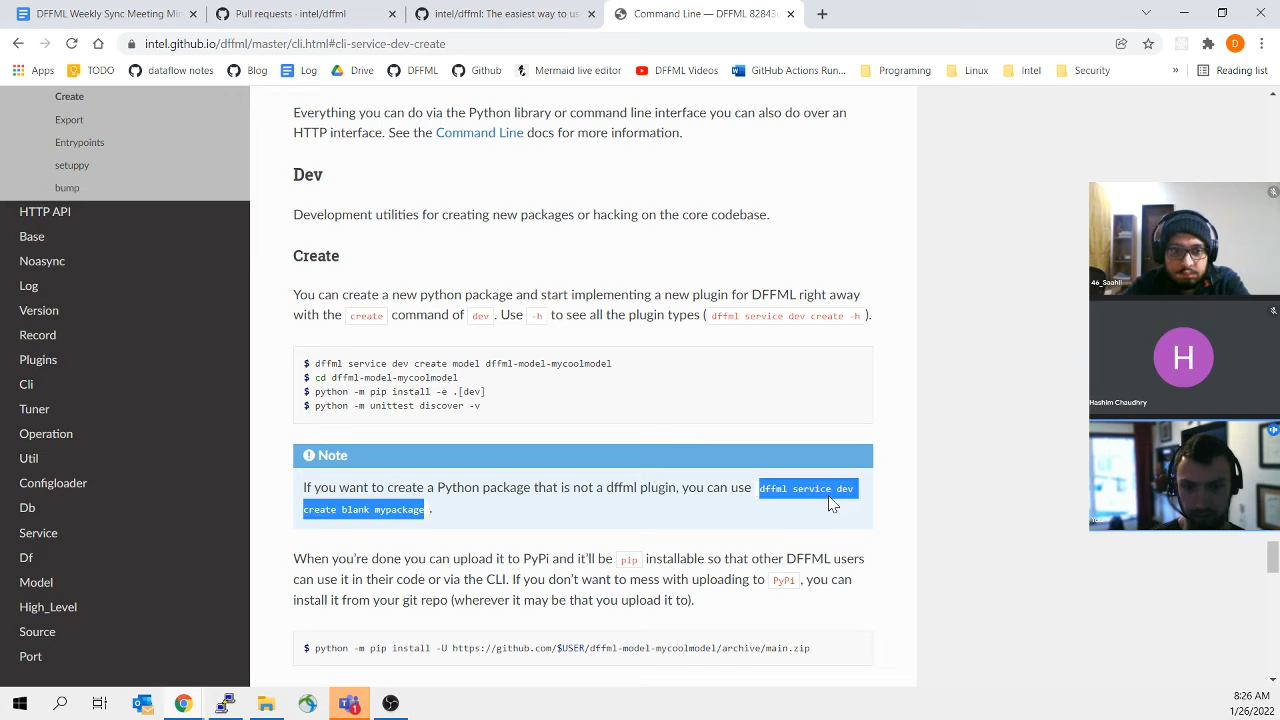 DFFML Weekly Sync Meeting Min
Pull requests · intel/dffml
intel/dffml: The easiest way to us
Command Line — DFFML 82843
intel.github.io/dffml/master/cli.html#cli-service-dev-create
Apps
TODO
dataflow notes
Blog
Log
Drive
DFFML
Github
Mermaid live editor
DFFML Videos
GitHub Actions Run...
Programing
Linux
Intel
Security
»
Reading list
Create
Export
Entrypoints
setuppy
bump
HTTP API
Base
Noasync
Log
Version
Record
Plugins
Cli
Tuner
Operation
Util
Configloader
Db
Service
Df
Model
High_Level
Source
Port
Everything you can do via the Python library or command line interface you can also do over an
HTTP interface. See the Command Line docs for more information.
Dev
Development utilities for creating new packages or hacking on the core codebase.
Create
You can create a new python package and start implementing a new plugin for DFFML right away
with the create command of dev. Use -h to see all the plugin types ( dffml service dev create -h ).
$ dffml service dev create model dffml-model-mycoolmodel
$ cd dffml-model-mycoolmodel
$ python -m pip install -e .[dev]
$ python -m unittest discover -v
Note
If you want to create a Python package that is not a dffml plugin, you can use dffml service dev
create blank mypackage .
When you're done you can upload it to PyPi and it'll be pip installable so that other DFFML users
can use it in their code or via the CLI. If you don't want to mess with uploading to PyPi, you can
install it from your git repo (wherever it may be that you upload it to).
$ python -m pip install -U https://github.com/$USER/dffml-model-mycoolmodel/archive/main.zip
46_Saahil
H
Hashim Chaudhry
You
8:26 AM
1/26/2022